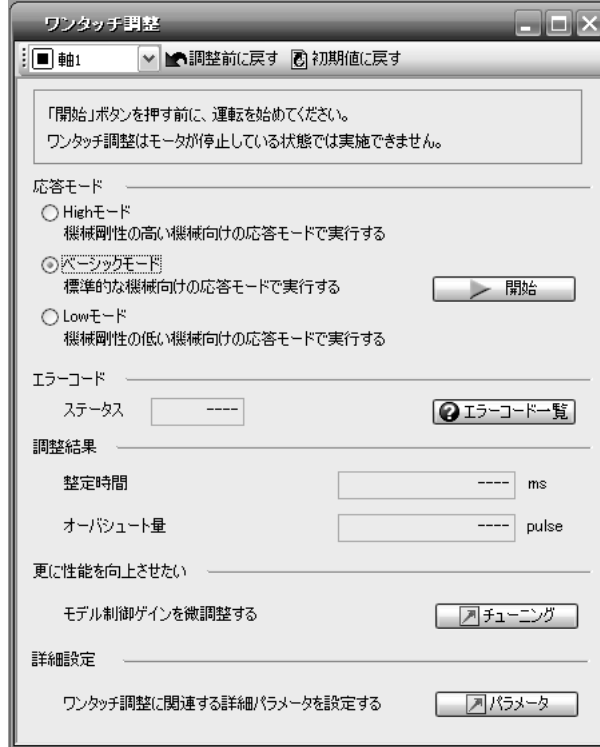 ワンタッチ調整
軸1 調整前に戻す 初期値に戻す
「開始」ボタンを押す前に、運転を始めてください。
ワンタッチ調整はモータが停止している状態では実施できません。
応答モード
Highモード
機械剛性の高い機械向けの応答モードで実行する
ベーシックモード
標準的な機械向けの応答モードで実行する
開始
Lowモード
機械剛性の低い機械向けの応答モードで実行する
エラーコード
ステータス ---- エラーコード一覧
調整結果
整定時間 ---- ms
オーバシュート量 ---- pulse
更に性能を向上させたい
モデル制御ゲインを微調整する チューニング
詳細設定
ワンタッチ調整に関連する詳細パラメータを設定する パラメータ